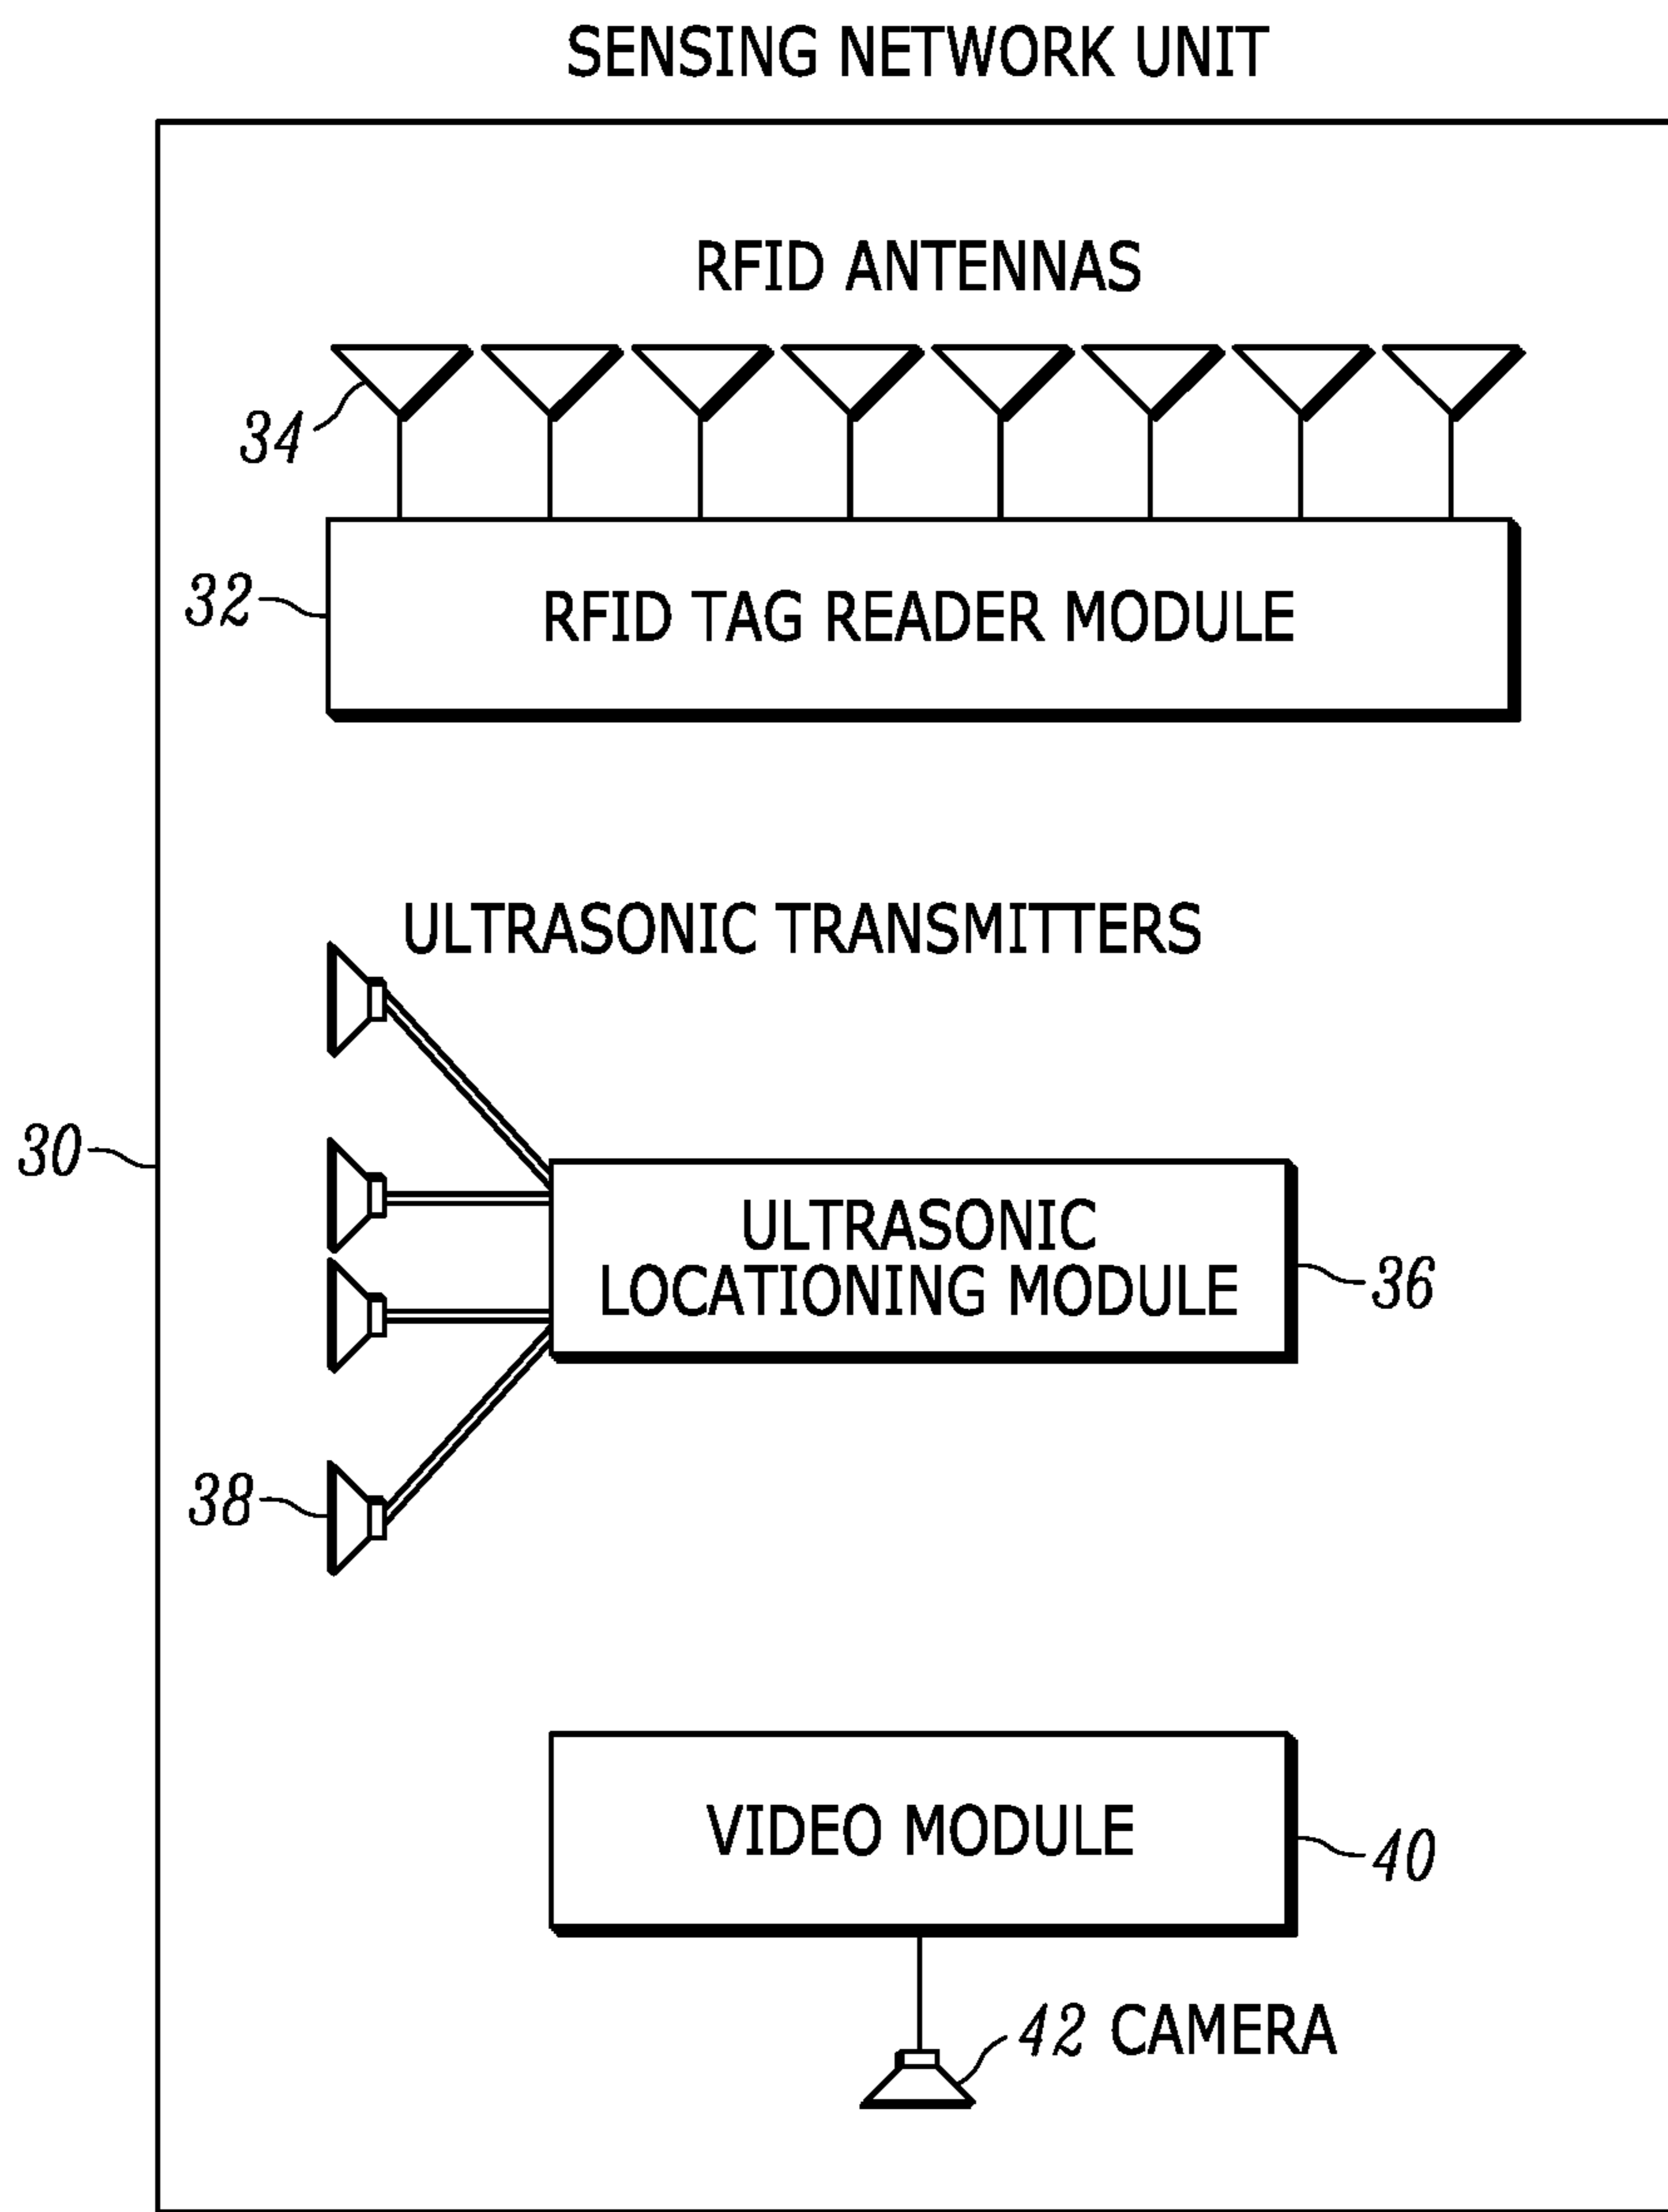 SENSING NETWORK UNIT
RFID ANTENNAS
34
32
RFID TAG READER MODULE
ULTRASONIC TRANSMITTERS
30
ULTRASONIC
LOCATIONING MODULE
36
38
VIDEO MODULE
40
42 CAMERA